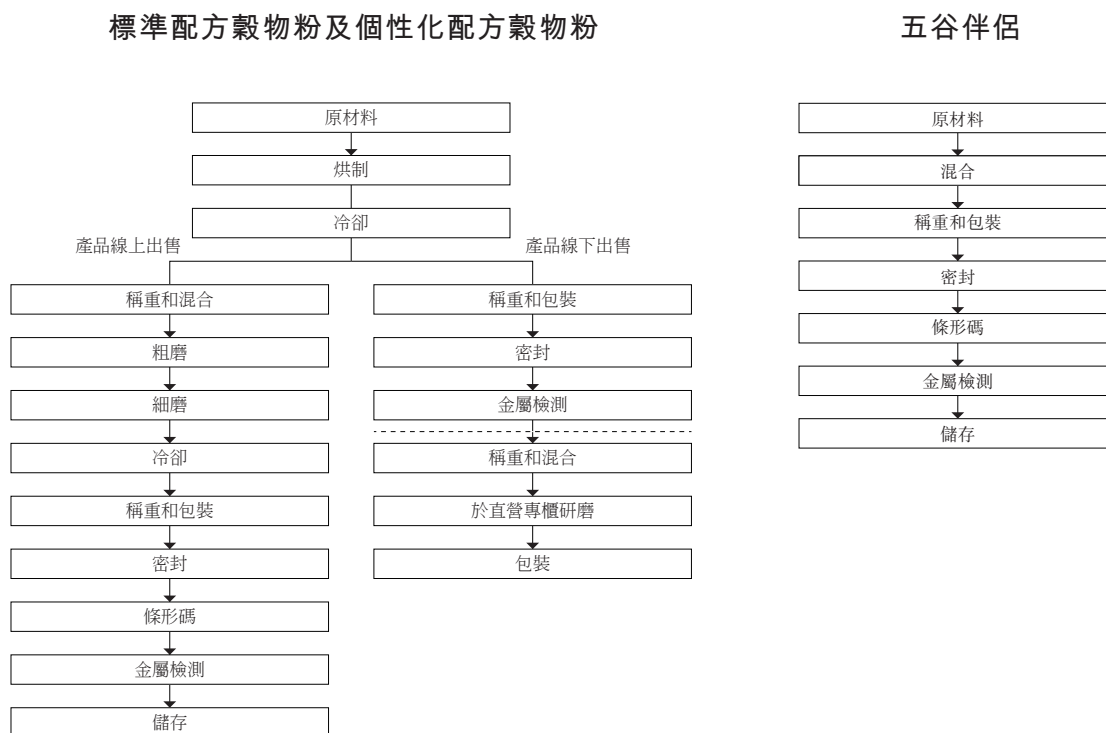 標準配方穀物粉及個性化配方穀物粉
原材料
烘制
冷卻
產品線上出售
產品線下出售
稱重和混合
粗磨
細磨
冷卻
稱重和包裝
密封
條形碼
金屬檢測
儲存
稱重和包裝
密封
金屬檢測
稱重和混合
於直營專櫃研磨
包裝
五谷伴侶
原材料
混合
稱重和包裝
密封
條形碼
金屬檢測
儲存